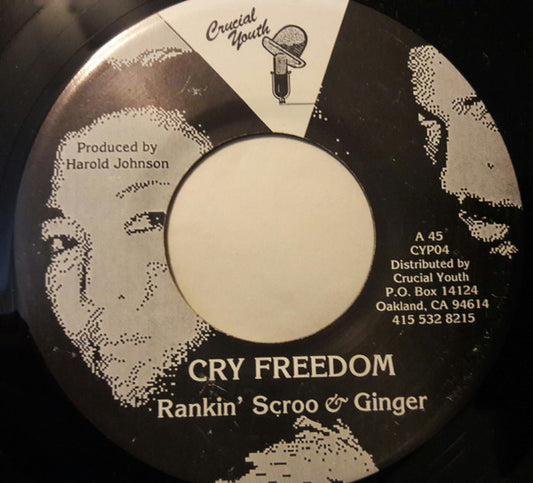 Crucial
Youth
Produced by
Harold Johnson
A 45
CYP04
Distributed by
Crucial Youth
P.O. Box 14124
Oakland, CA 94614
415 532 8215
CRY FREEDOM
Rankin' Scroo & Ginger